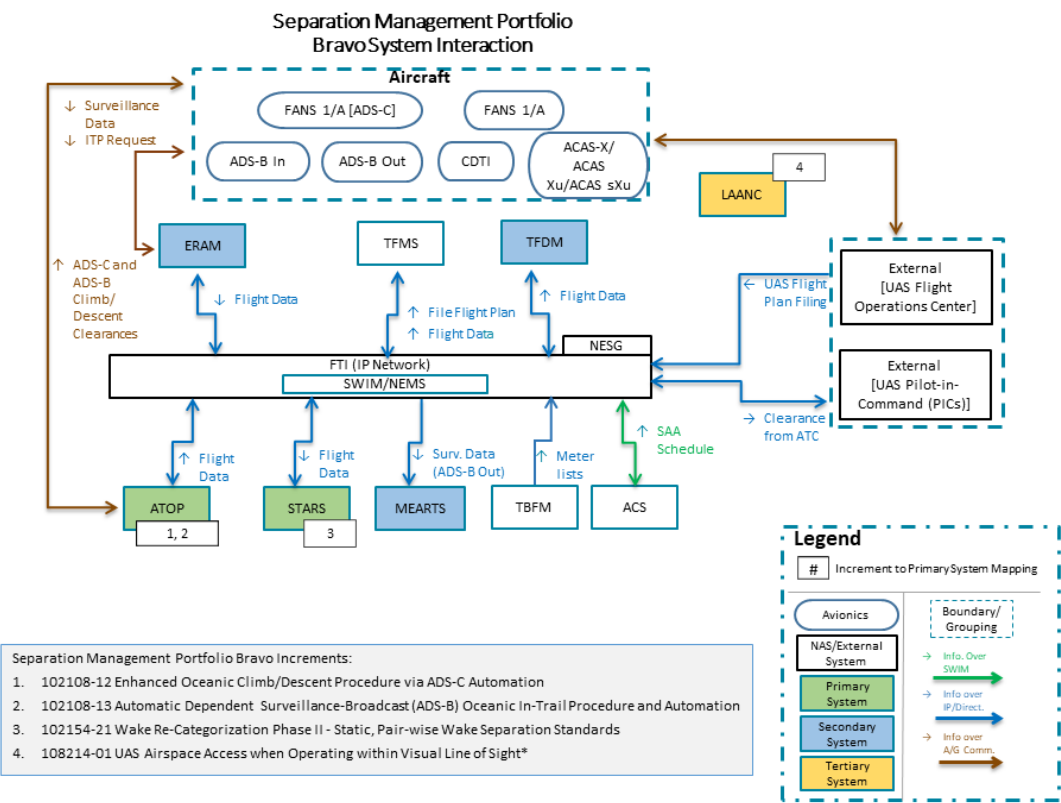 Separation Management Portfolio
Bravo System Interaction
Aircraft
FANS 1/A [ADS-C]
FANS 1/A
ADS-B In
ADS-B Out
CDTI
ACAS-X/
ACAS
Xu/ACAS sXu
↓ Surveillance
Data
↓ ITP Request
4
LAANC
ERAM
TFMS
TFDM
↑ ADS-C and
ADS-B
Climb/
Descent
Clearances
↓ Flight Data
↑ File Flight Plan
↑ Flight Data
↑ Flight Data
← UAS Flight
Plan Filing
External
[UAS Flight
Operations Center]
NESG
FTI (IP Network)
SWIM/NEMS
External
[UAS Pilot-in-
Command (PICs)]
→ Clearance
from ATC
↑ Flight
Data
↓ Flight
Data
↓ Surv. Data
(ADS-B Out)
↑ Meter
lists
↑ SAA
Schedule
ATOP
1, 2
STARS
3
MEARTS
TBFM
ACS
Legend
# Increment to Primary System Mapping
Avionics
NAS/External
System
Primary
System
Secondary
System
Tertiary
System
Boundary/
Grouping
→ Info. Over
SWIM
→ Info over
IP/Direct.
→ Info over
A/G Comm.
Separation Management Portfolio Bravo Increments:
1. 102108-12 Enhanced Oceanic Climb/Descent Procedure via ADS-C Automation
2. 102108-13 Automatic Dependent Surveillance-Broadcast (ADS-B) Oceanic In-Trail Procedure and Automation
3. 102154-21 Wake Re-Categorization Phase II - Static, Pair-wise Wake Separation Standards
4. 108214-01 UAS Airspace Access when Operating within Visual Line of Sight*